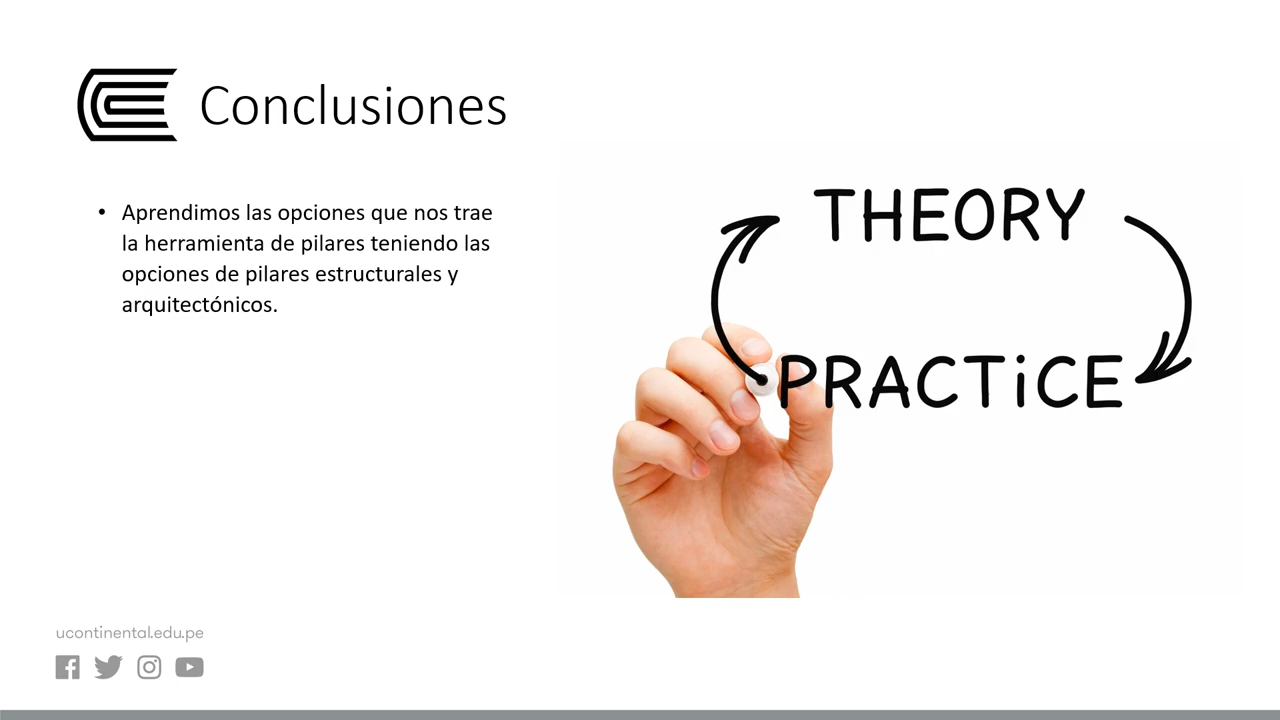 Conclusiones
• Aprendimos las opciones que nos trae
la herramienta de pilares teniendo las
opciones de pilares estructurales y
arquitectónicos.
THEORY
PRACTiCE
ucontinental.edu.pe